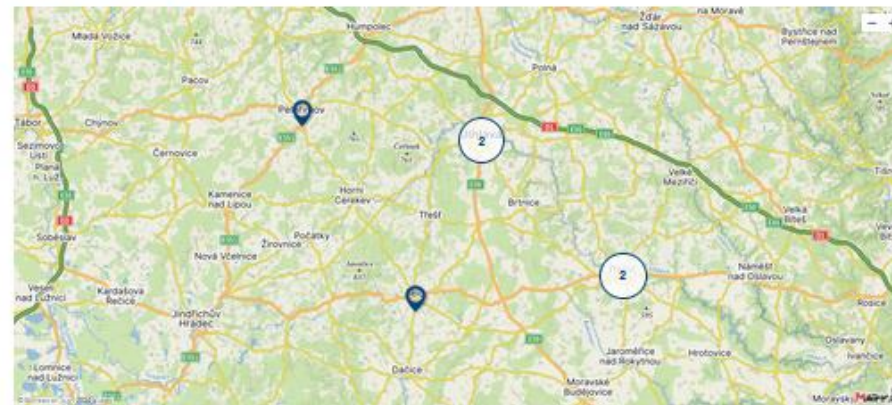 na Moravě
Humpolec
Žďár
nad Sázavou
Mladá Vožice
Bystřice nad
Pernštejnem
Polná
Pacov
Tábor
Chýnov
D1
Sezimovo
Ústí
Planá
n. Luž
Černovice
2
Velké
Meziříčí
Kamenice
nad Lipou
Horní
Cerekev
Třešť
Brtnice
Velká
Bíteš
D1
Soběslav
Počátky
Žirovnice
Nová Včelnice
2
Náměšť
nad Oslavou
Veselí
nad Lužnicí
Kardašova
Řečice
Jindřichův
Hradec
Rosice
Oslavany
Ivančice
Jaroměřice
nad Rokytnou
Hrotovice
Lomnice
nad Lužnicí
Dačice
Moravské
Budějovice